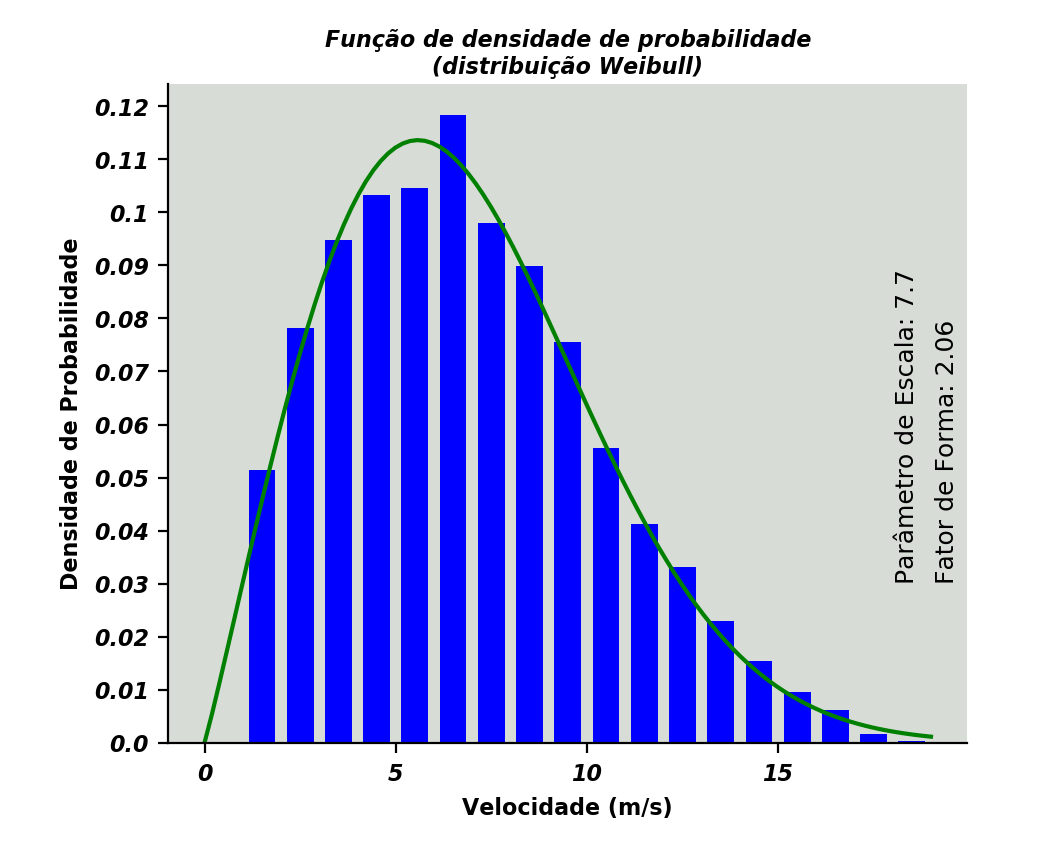 Função de densidade de probabilidade
(distribuição Weibull)
Densidade de Probabilidade
0.12
0.11
0.1
0.09
0.08
0.07
0.06
0.05
0.04
0.03
0.02
0.01
0.0
Parâmetro de Escala: 7.7
Fator de Forma: 2.06
0 5 10 15
Velocidade (m/s)